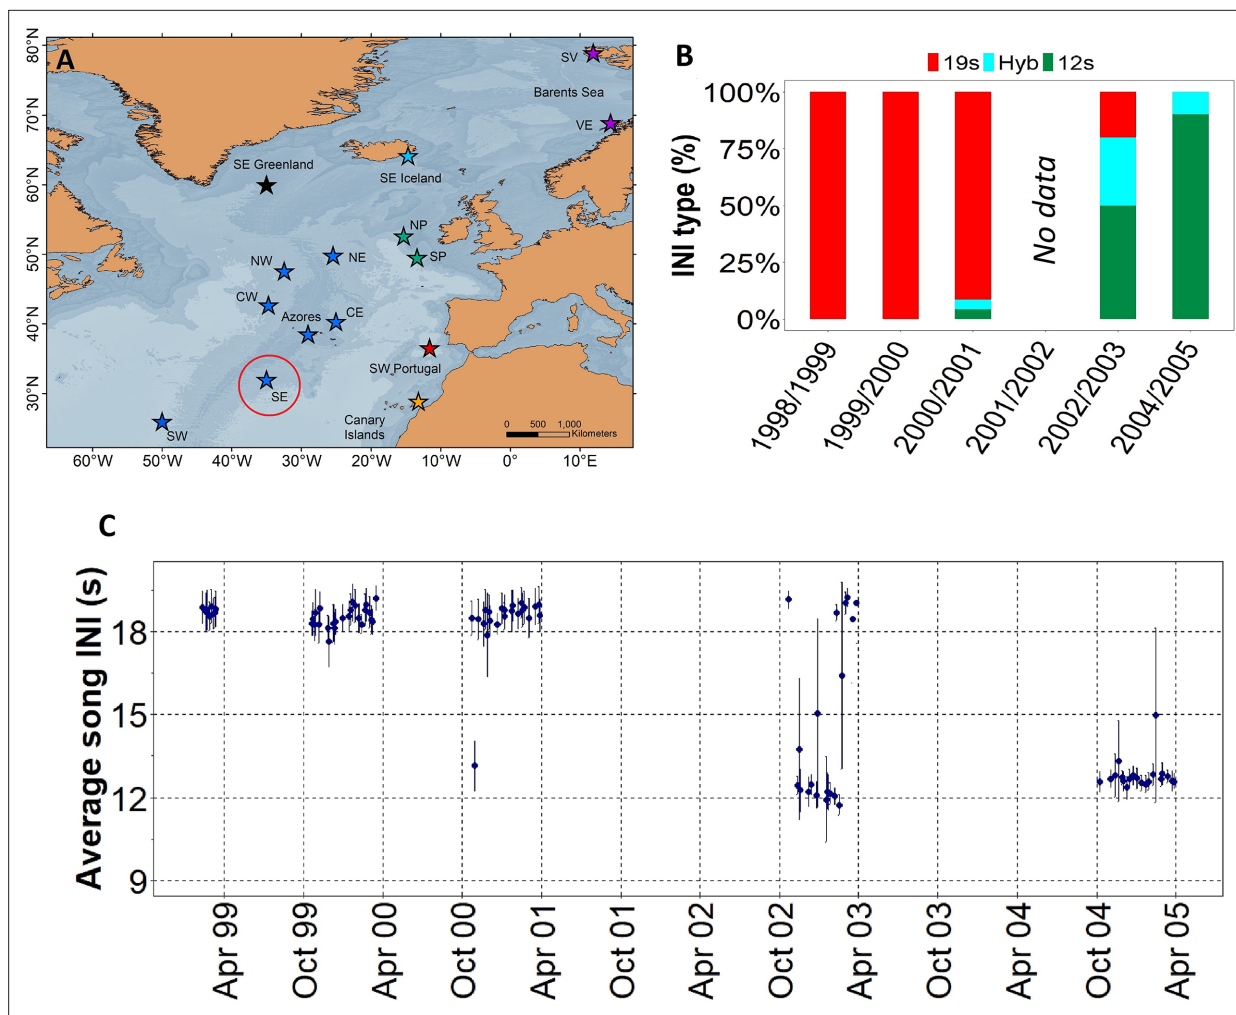 A
80°N
70°N
60°N
50°N
40°N
30°N
SV
Barents Sea
VE
SE Greenland
SE Iceland
NP
SP
NW
NE
CW
Azores
CE
SW Portugal
SE
Canary
Islands
SW
0 500 1,000
Kilometers
60°W 50°W 40°W 30°W 20°W 10°W 0° 10°E
B
19s Hyb 12s
INI type (%)
100%
75%
50%
25%
0%
No data
1998/1999
1999/2000
2000/2001
2001/2002
2002/2003
2004/2005
C
Average song INI (s)
18
15
12
9
Apr 99
Oct 99
Apr 00
Oct 00
Apr 01
Oct 01
Apr 02
Oct 02
Apr 03
Oct 03
Apr 04
Oct 04
Apr 05